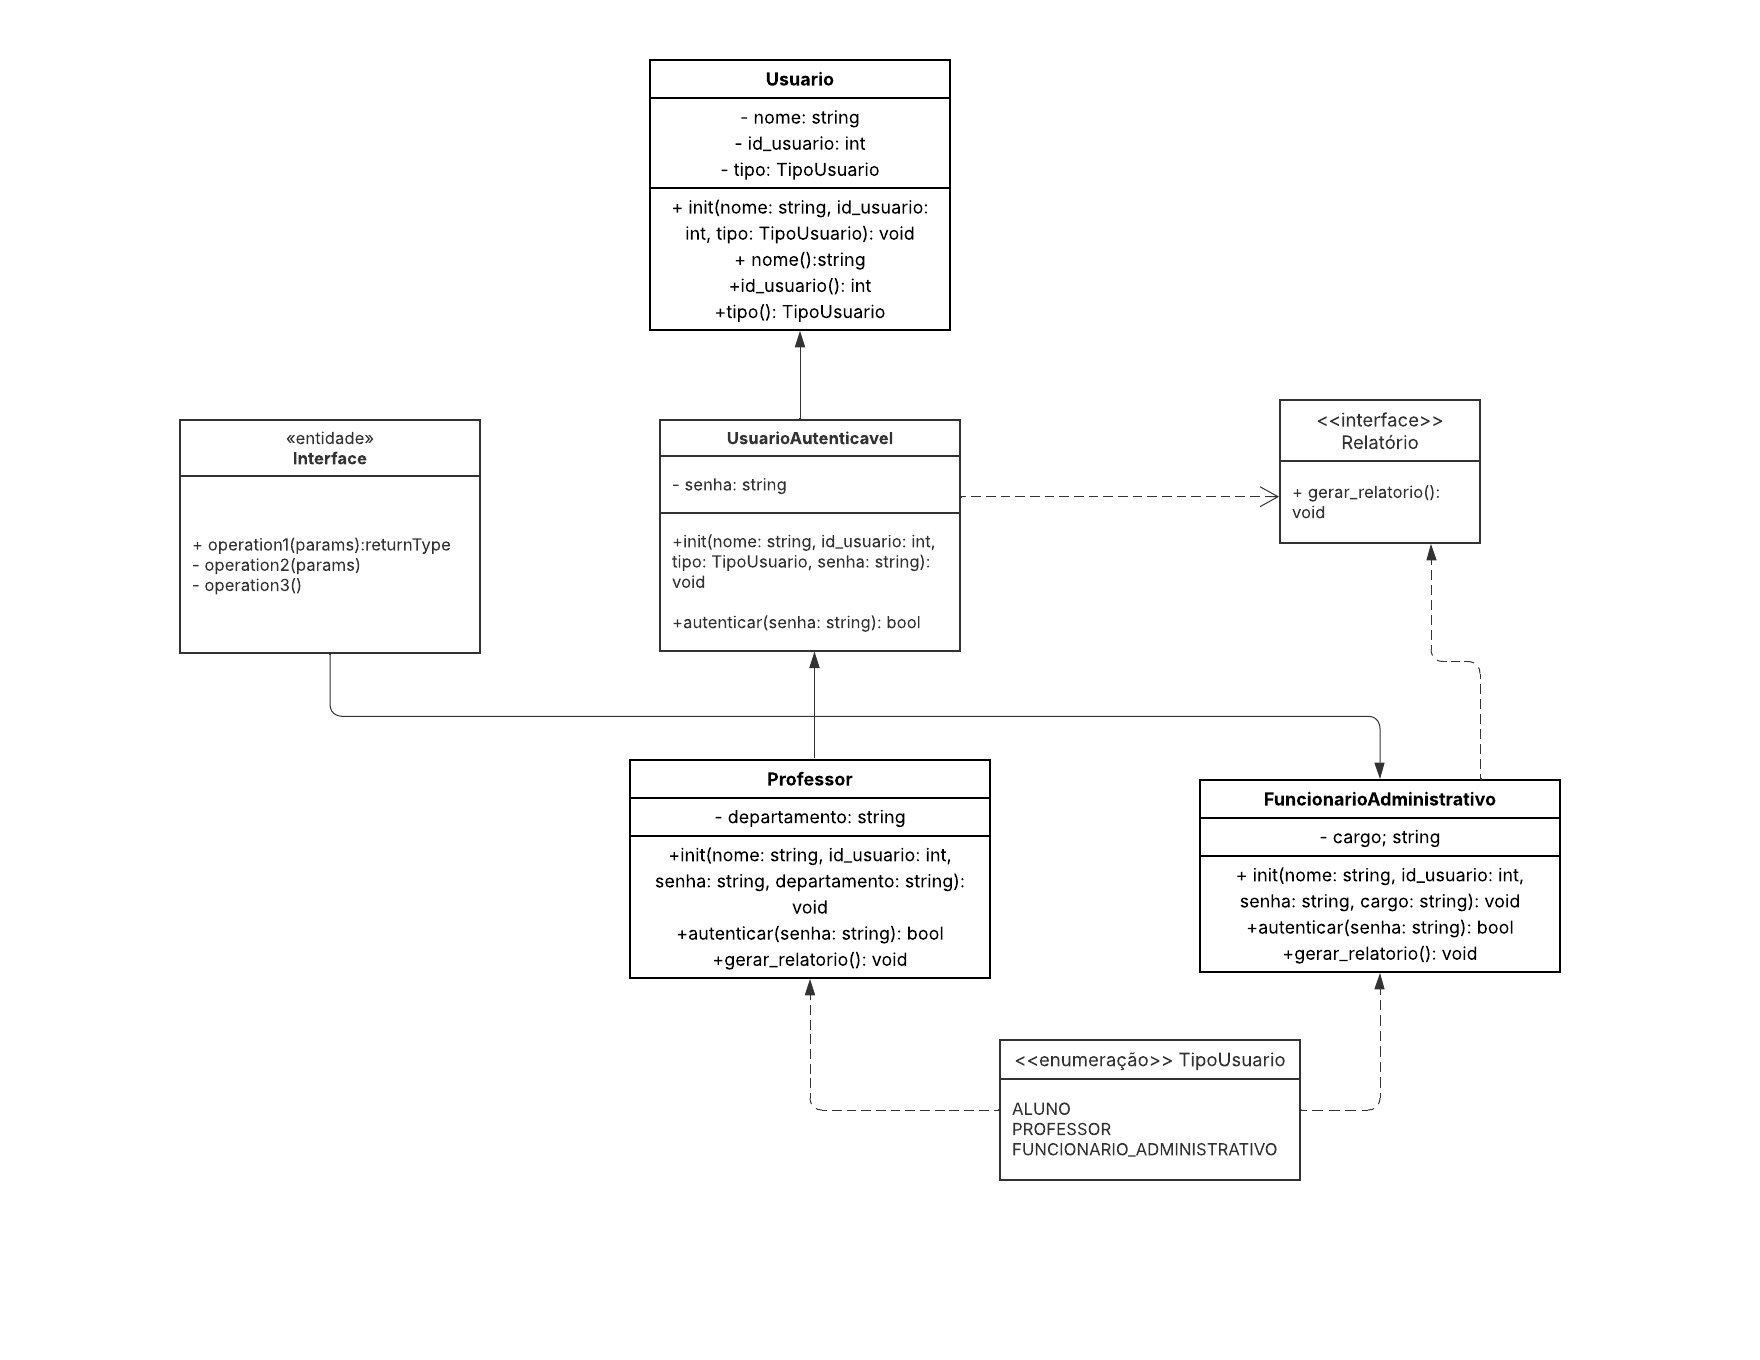 Usuario
- nome: string
- id_usuario: int
- tipo: TipoUsuario
+ init(nome: string, id_usuario:
int, tipo: TipoUsuario): void
+ nome():string
+id_usuario(): int
+tipo(): TipoUsuario
«entidade»
Interface
+ operation1(params):returnType
- operation2(params)
- operation3()
UsuarioAutenticavel
- senha: string
+init(nome: string, id_usuario: int,
tipo: TipoUsuario, senha: string):
void
+autenticar(senha: string): bool
<<interface>>
Relatório
+ gerar_relatorio():
void
Professor
- departamento: string
+init(nome: string, id_usuario: int,
senha: string, departamento: string):
void
+autenticar(senha: string): bool
+gerar_relatorio(): void
FuncionarioAdministrativo
- cargo; string
+ init(nome: string, id_usuario: int,
senha: string, cargo: string): void
+autenticar(senha: string): bool
+gerar_relatorio(): void
<<enumeração>> TipoUsuario
ALUNO
PROFESSOR
FUNCIONARIO_ADMINISTRATIVO